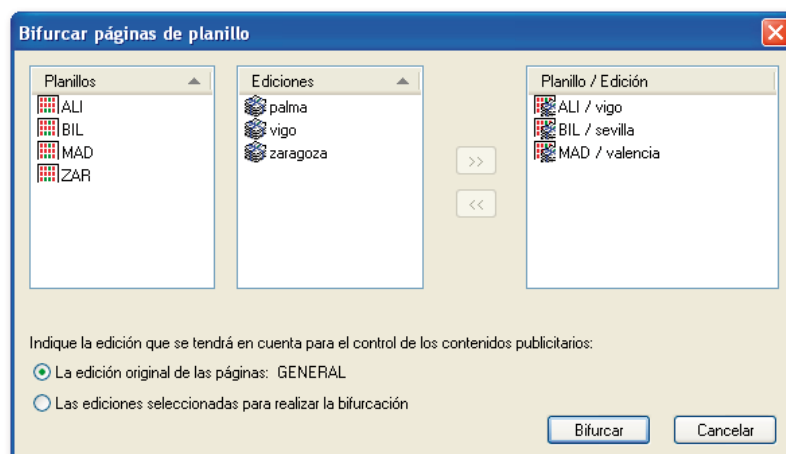 Bifurcar páginas de planillo
Planillos
ALI
BIL
MAD
ZAR
Ediciones
palma
vigo
zaragoza
>>
<<
Planillo / Edición
ALI / vigo
BIL / sevilla
MAD / valencia
Indique la edición que se tendrá en cuenta para el control de los contenidos publicitarios:
La edición original de las páginas: GENERAL
Las ediciones seleccionadas para realizar la bifurcación
Bifurcar
Cancelar